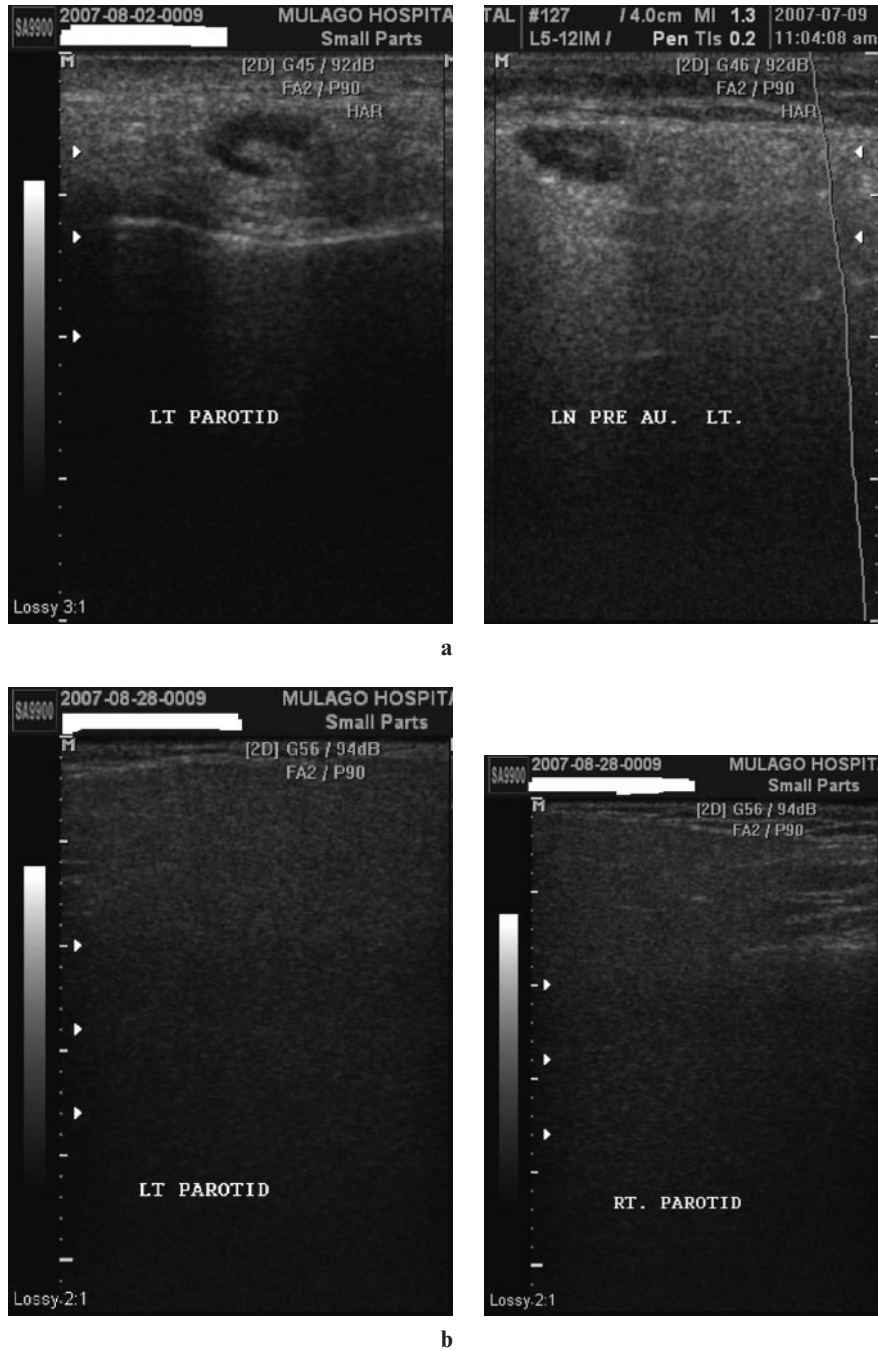 SA9900 2007-08-02-0009 MULAGO HOSPITA
Small Parts
M [2D] G45 / 92dB M
FA2 / P90
HAR
LT PAROTID
Lossy 3:1
TAL #127 / 4.0cm MI 1.3 2007-07-09
L5-12IM / Pen TIs 0.2 11:04:08 am
M [2D] G46 / 92dB
FA2 / P90
HAR
LN PRE AU. LT.
a
SA9900 2007-08-28-0009 MULAGO HOSPITA
Small Parts
M [2D] G56 / 94dB
FA2 / P90
LT PAROTID
Lossy 2:1
SA9900 2007-08-28-0009 MULAGO HOSPIT
Small Parts
M [2D] G56 / 94dB
FA2 / P90
RT. PAROTID
Lossy 2:1
b